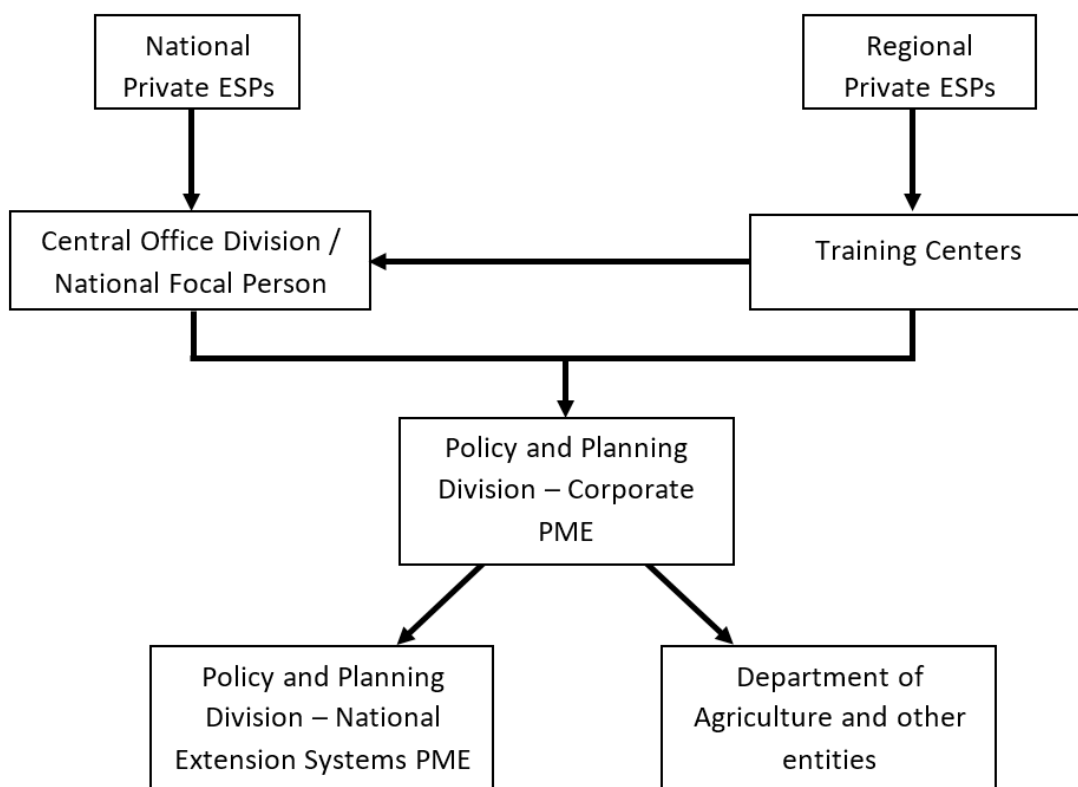 National
Private ESPs
Regional
Private ESPs
Central Office Division /
National Focal Person
Training Centers
Policy and Planning
Division – Corporate
PME
Policy and Planning
Division – National
Extension Systems PME
Department of
Agriculture and other
entities